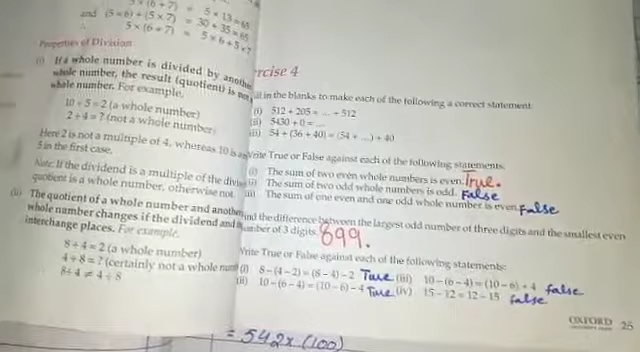 5×(6+7) = 5×13=65
and (5×6)+(5×7) = 30+35=65
∴ 5×(6+7) = 5×6+5×7
Properties of Division
(i) If a whole number is divided by another
whole number, the result (quotient) is not
whole number. For example,
10÷5=2 (a whole number)
2÷4=? (not a whole number)
Here 2 is not a multiple of 4, whereas 10 is
5 in the first case.
Note: If the dividend is a multiple of the
quotient is a whole number, otherwise not.
(ii) The quotient of a whole number and another
whole number changes if the dividend and
interchange places. For example,
8÷4=2 (a whole number)
4÷8=? (certainly not a whole
8÷4≠4÷8
rcise 4
ill in the blanks to make each of the following a correct statement:
(i) 512+205=...+512
(ii) 5430+0=...
(iii) 54+(36+40)=(54+...)+40
Write True or False against each of the following statements:
(i) The sum of two even whole numbers is even. True.
(ii) The sum of two odd whole numbers is odd. False
(iii) The sum of one even and one odd whole number is even. False
ind the difference between the largest odd number of three digits and the smallest even
number of 3 digits. 899.
Write True or False against each of the following statements:
(i) 8-(4-2)=(8-4)-2 True (iii) 10-(6-4)=(10-6)+4 False
(ii) 10-(6-4)=(10-6)-4 True (iv) 15-12=12-15 False
OXFORD 25
= 542×(100)